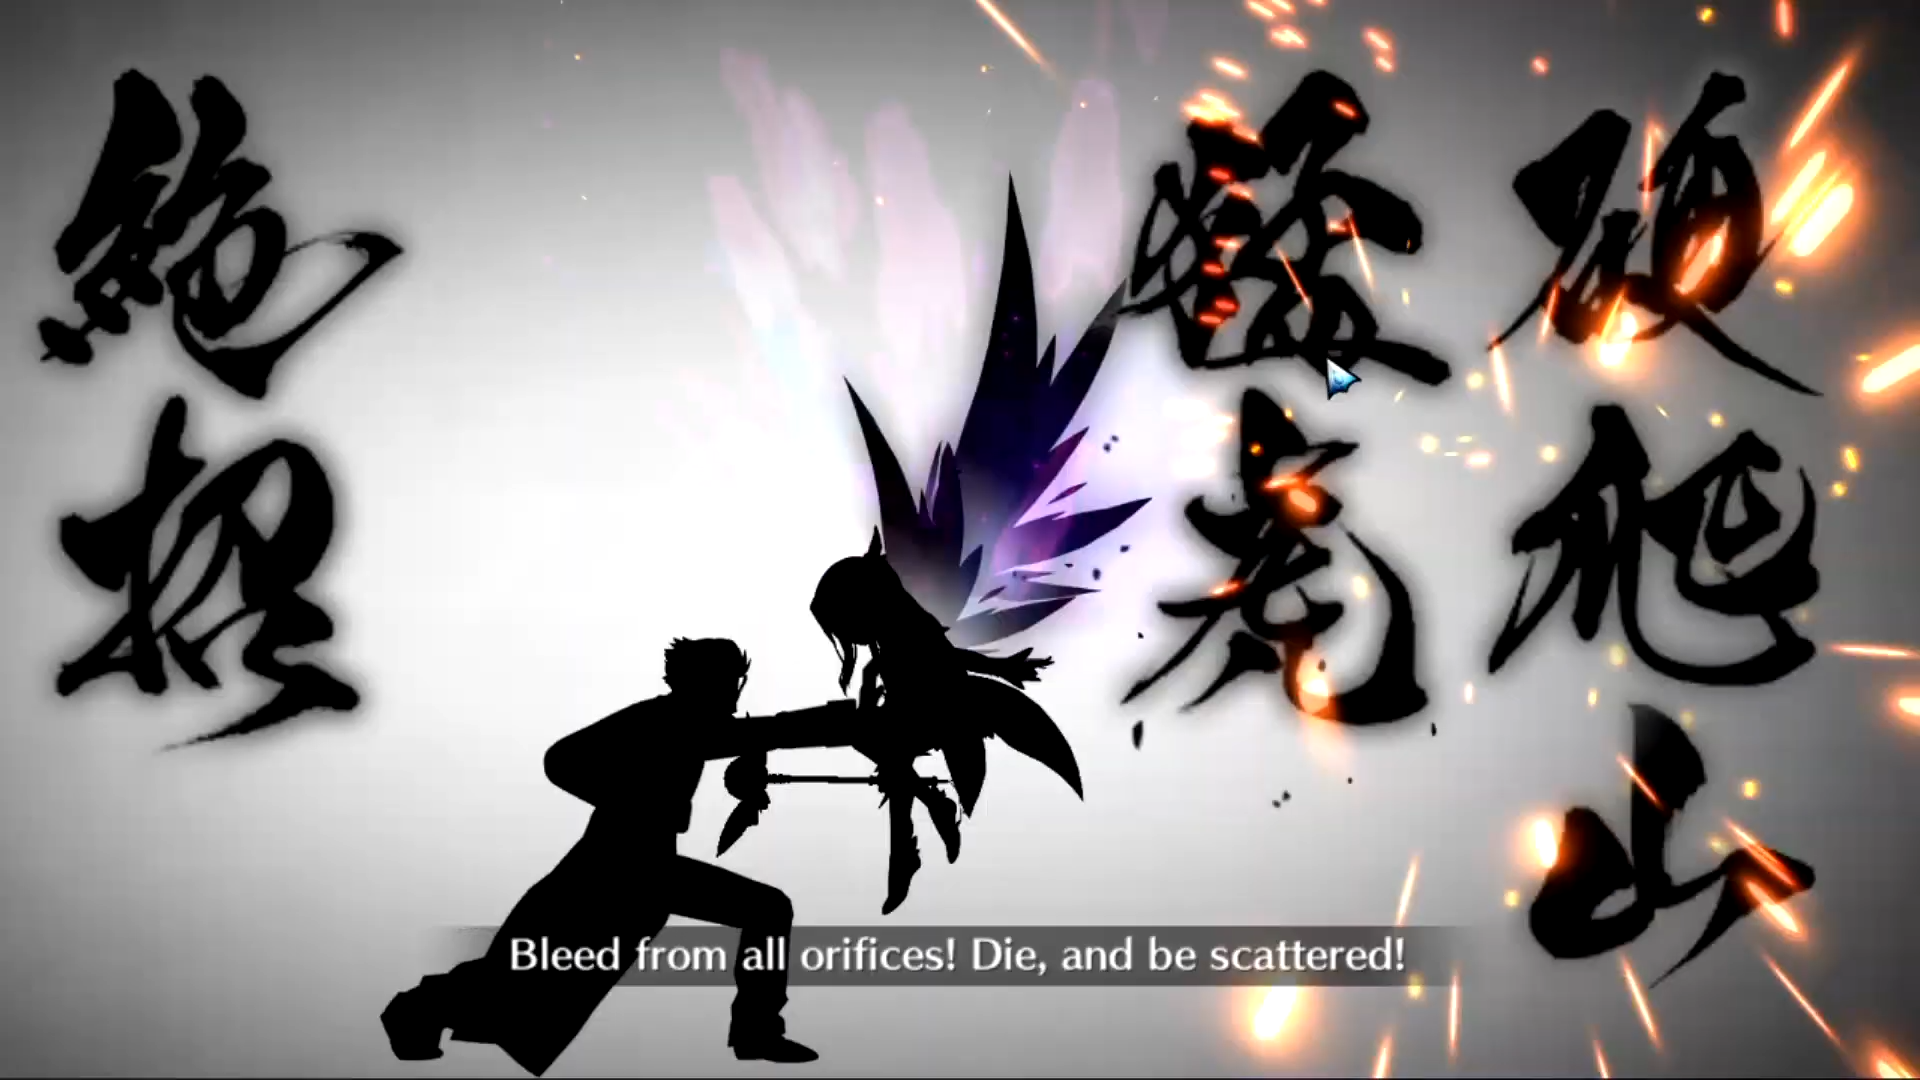 絶招
猛虎
硬爬山
Bleed from all orifices! Die, and be scattered!